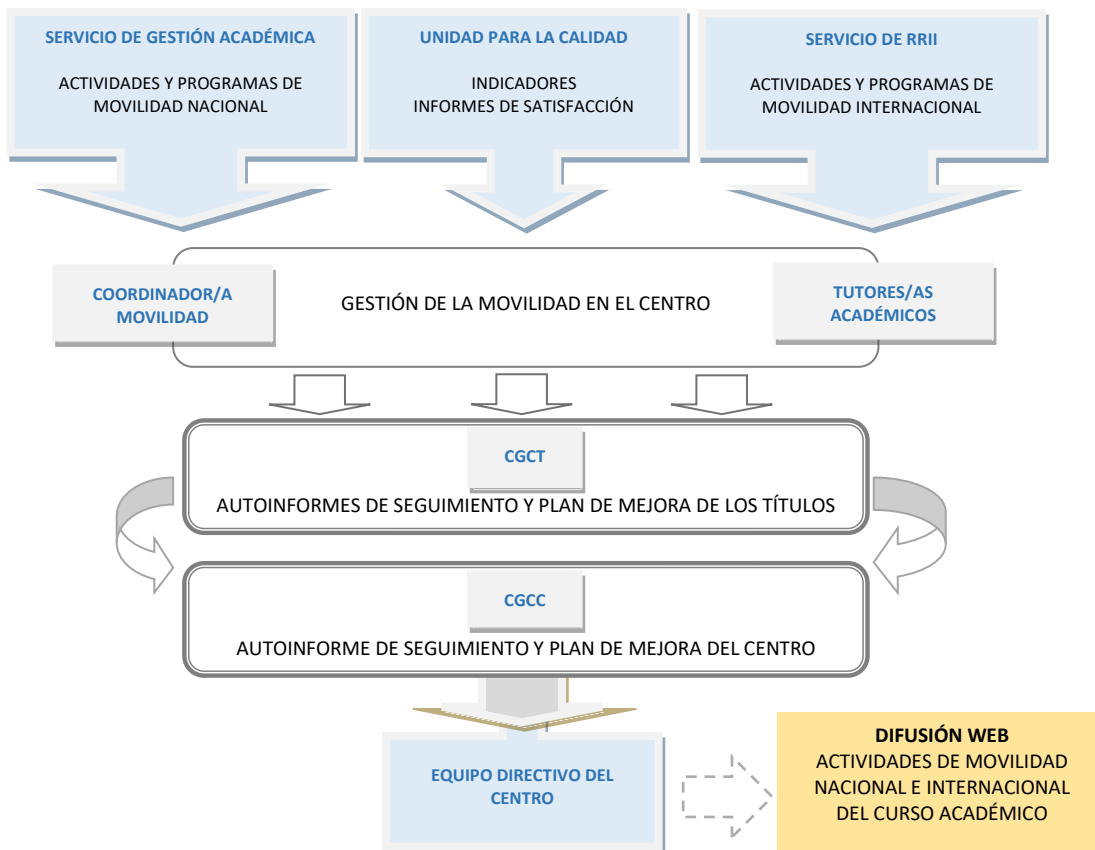 SERVICIO DE GESTIÓN ACADÉMICA
ACTIVIDADES Y PROGRAMAS DE
MOVILIDAD NACIONAL
UNIDAD PARA LA CALIDAD
INDICADORES
INFORMES DE SATISFACCIÓN
SERVICIO DE RRII
ACTIVIDADES Y PROGRAMAS DE
MOVILIDAD INTERNACIONAL
COORDINADOR/A
MOVILIDAD
GESTIÓN DE LA MOVILIDAD EN EL CENTRO
TUTORES/AS
ACADÉMICOS
CGCT
AUTOINFORMES DE SEGUIMIENTO Y PLAN DE MEJORA DE LOS TÍTULOS
CGCC
AUTOINFORME DE SEGUIMIENTO Y PLAN DE MEJORA DEL CENTRO
EQUIPO DIRECTIVO DEL
CENTRO
DIFUSIÓN WEB
ACTIVIDADES DE MOVILIDAD
NACIONAL E INTERNACIONAL
DEL CURSO ACADÉMICO